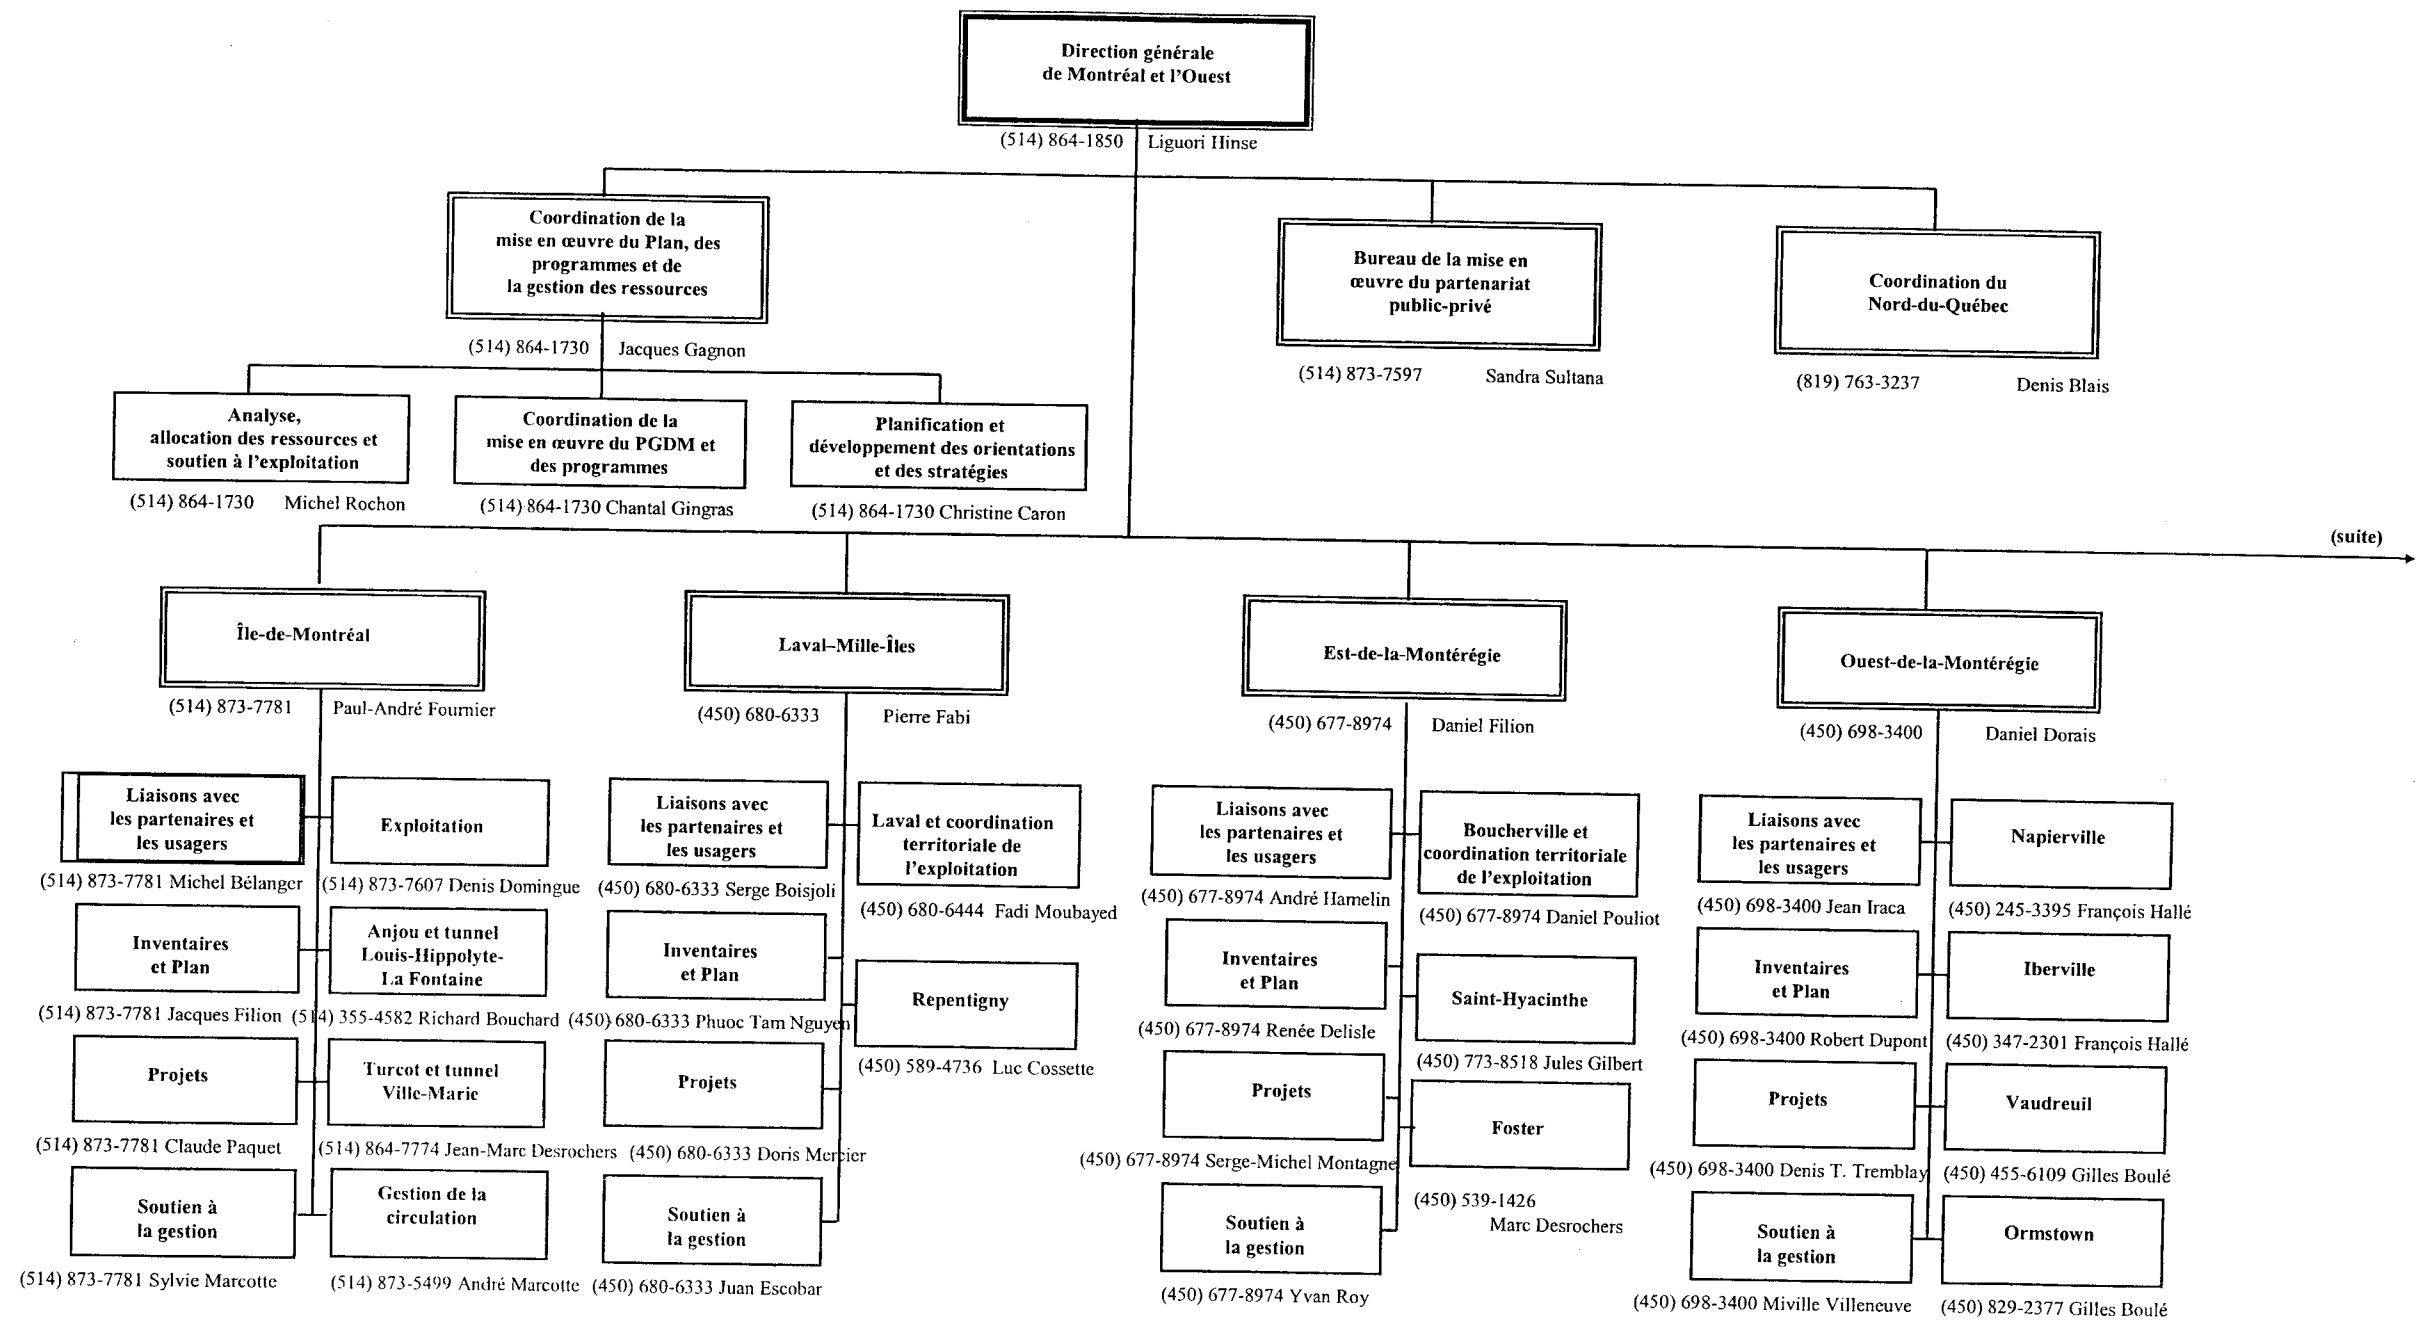 Direction générale
de Montréal et l'Ouest
(514) 864-1850 Liguori Hinse
Coordination de la
mise en œuvre du Plan, des
programmes et de
la gestion des ressources
(514) 864-1730 Jacques Gagnon
Bureau de la mise en
œuvre du partenariat
public-privé
(514) 873-7597 Sandra Sultana
Coordination du
Nord-du-Québec
(819) 763-3237 Denis Blais
Analyse,
allocation des ressources et
soutien à l'exploitation
(514) 864-1730 Michel Rochon
Coordination de la
mise en œuvre du PGDM et
des programmes
(514) 864-1730 Chantal Gingras
Planification et
développement des orientations
et des stratégies
(514) 864-1730 Christine Caron
(suite)
Île-de-Montréal
(514) 873-7781 Paul-André Fournier
Liaisons avec
les partenaires et
les usagers
(514) 873-7781 Michel Bélanger
Exploitation
(514) 873-7607 Denis Domingue
Inventaires
et Plan
(514) 873-7781 Jacques Filion
Anjou et tunnel
Louis-Hippolyte-
La Fontaine
(514) 355-4582 Richard Bouchard
Projets
(514) 873-7781 Claude Paquet
Turcot et tunnel
Ville-Marie
(514) 864-7774 Jean-Marc Desrochers
Soutien à
la gestion
(514) 873-7781 Sylvie Marcotte
Gestion de la
circulation
(514) 873-5499 André Marcotte
Laval–Mille-Îles
(450) 680-6333 Pierre Fabi
Liaisons avec
les partenaires et
les usagers
(450) 680-6333 Serge Boisjoli
Laval et coordination
territoriale de
l'exploitation
(450) 680-6444 Fadi Moubayed
Inventaires
et Plan
(450) 680-6333 Phuoc Tam Nguyen
Repentigny
(450) 589-4736 Luc Cossette
Projets
(450) 680-6333 Doris Mercier
Soutien à
la gestion
(450) 680-6333 Juan Escobar
Est-de-la-Montérégie
(450) 677-8974 Daniel Filion
Liaisons avec
les partenaires et
les usagers
(450) 677-8974 André Hamelin
Boucherville et
coordination territoriale
de l'exploitation
(450) 677-8974 Daniel Pouliot
Inventaires
et Plan
(450) 677-8974 Renée Delisle
Saint-Hyacinthe
(450) 773-8518 Jules Gilbert
Projets
(450) 677-8974 Serge-Michel Montagne
Foster
(450) 539-1426
Marc Desrochers
Soutien à
la gestion
(450) 677-8974 Yvan Roy
Ouest-de-la-Montérégie
(450) 698-3400 Daniel Dorais
Liaisons avec
les partenaires et
les usagers
(450) 698-3400 Jean Iraca
Napierville
(450) 245-3395 François Hallé
Inventaires
et Plan
(450) 698-3400 Robert Dupont
Iberville
(450) 347-2301 François Hallé
Projets
(450) 698-3400 Denis T. Tremblay
Vaudreuil
(450) 455-6109 Gilles Boulé
Soutien à
la gestion
(450) 698-3400 Miville Villeneuve
Ormstown
(450) 829-2377 Gilles Boulé